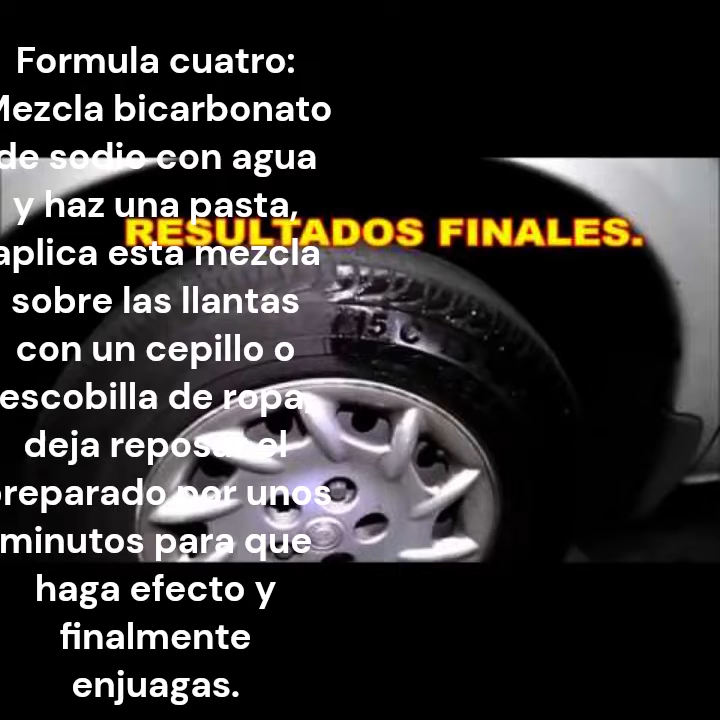 Formula cuatro:
Mezcla bicarbonato
de sodio con agua
y haz una pasta,
RESULTADOS FINALES.
aplica esta mezcla
sobre las llantas
con un cepillo o
escobilla de ropa,
deja reposar el
preparado por unos
minutos para que
haga efecto y
finalmente
enjuagas.